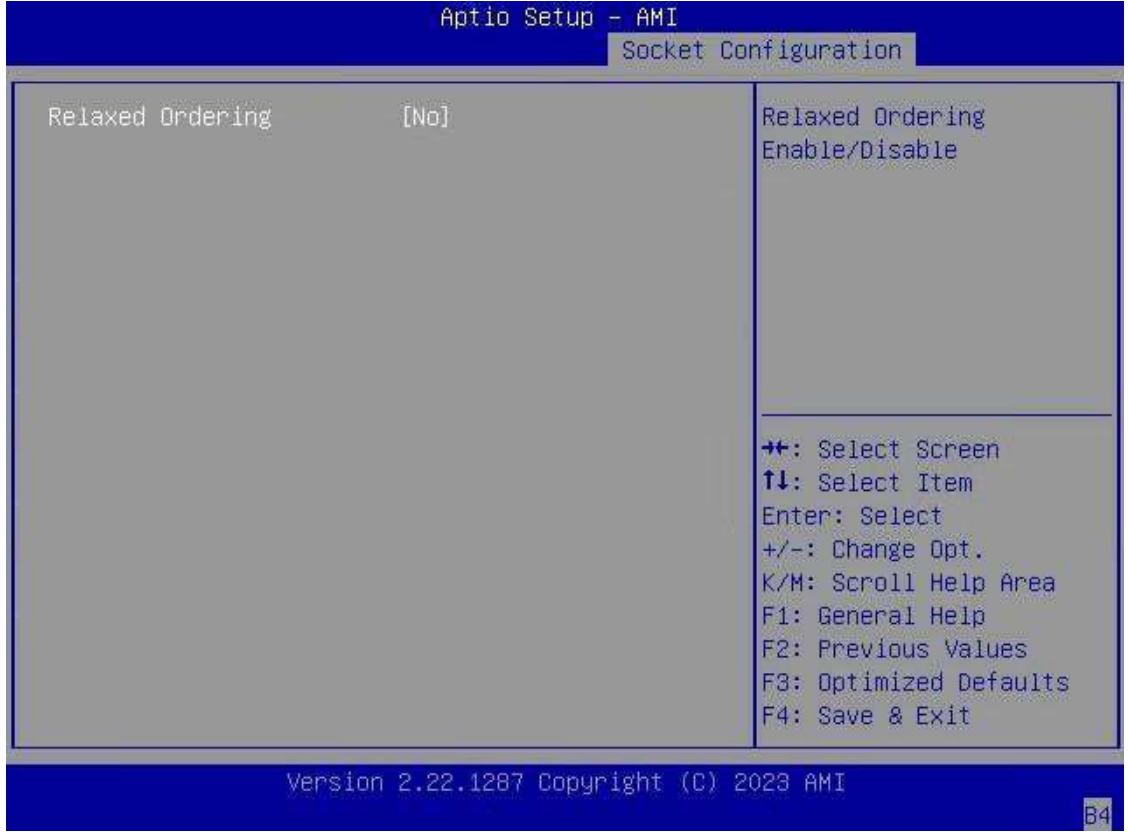 Aptio Setup – AMI
Socket Configuration
Relaxed Ordering [No]
Relaxed Ordering
Enable/Disable
→←: Select Screen
↑↓: Select Item
Enter: Select
+/-: Change Opt.
K/M: Scroll Help Area
F1: General Help
F2: Previous Values
F3: Optimized Defaults
F4: Save & Exit
Version 2.22.1287 Copyright (C) 2023 AMI
B4